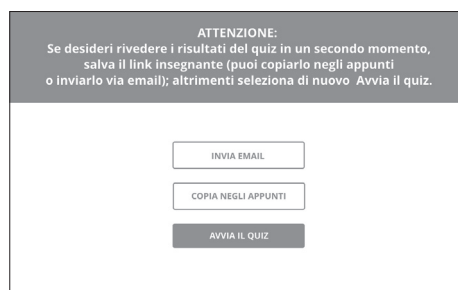 ATTENZIONE:
Se desideri rivedere i risultati del quiz in un secondo momento,
salva il link insegnante (puoi copiarlo negli appunti
o inviarlo via email); altrimenti seleziona di nuovo Avvia il quiz.
INVIA EMAIL
COPIA NEGLI APPUNTI
AVVIA IL QUIZ